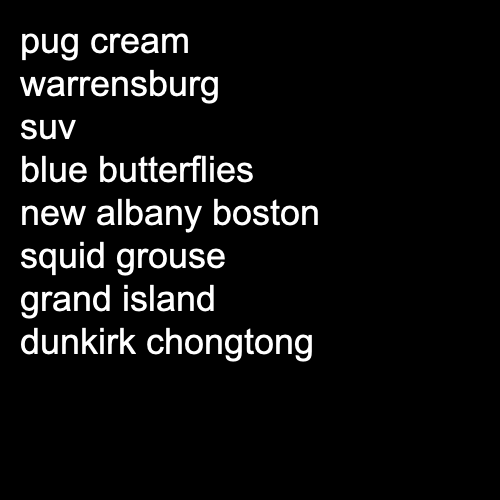 pug cream
warrensburg
suv
blue butterflies
new albany boston
squid grouse
grand island
dunkirk chongtong